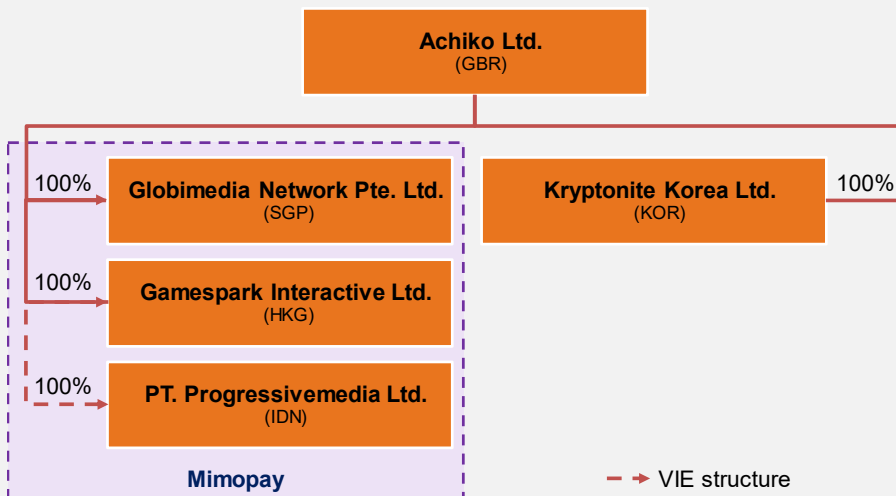 Achiko Ltd.
(GBR)
100%
Globimedia Network Pte. Ltd.
(SGP)
Kryptonite Korea Ltd.
(KOR)
100%
100%
Gamespark Interactive Ltd.
(HKG)
100%
PT. Progressivemedia Ltd.
(IDN)
Mimopay
VIE structure